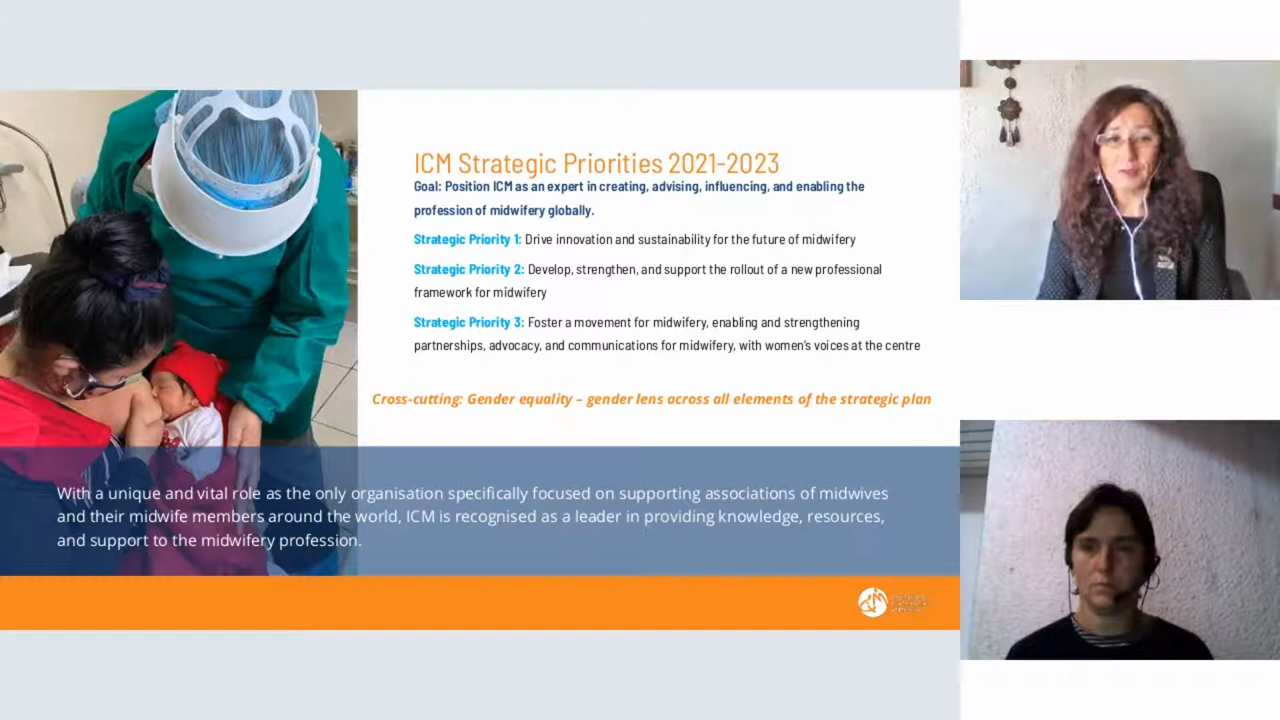 ICM Strategic Priorities 2021-2023
Goal: Position ICM as an expert in creating, advising, influencing, and enabling the
profession of midwifery globally.
Strategic Priority 1: Drive innovation and sustainability for the future of midwifery
Strategic Priority 2: Develop, strengthen, and support the rollout of a new professional
framework for midwifery
Strategic Priority 3: Foster a movement for midwifery, enabling and strengthening
partnerships, advocacy, and communications for midwifery, with women's voices at the centre
Cross-cutting: Gender equality – gender lens across all elements of the strategic plan
With a unique and vital role as the only organisation specifically focused on supporting associations of midwives
and their midwife members around the world, ICM is recognised as a leader in providing knowledge, resources,
and support to the midwifery profession.